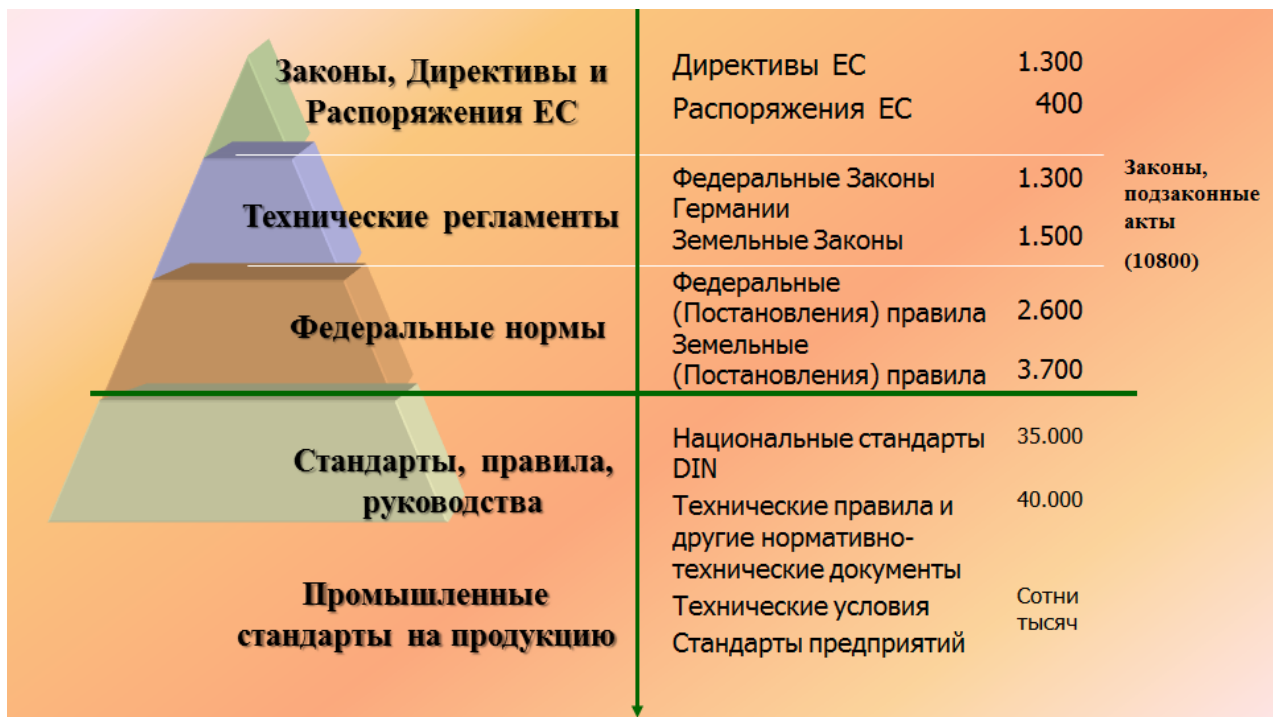 Законы, Директивы и
Распоряжения ЕС
Директивы ЕС 1.300
Распоряжения ЕС 400
Технические регламенты
Федеральные Законы 1.300
Германии
Земельные Законы 1.500
Законы,
подзаконные
акты
(10800)
Федеральные нормы
Федеральные
(Постановления) правила 2.600
Земельные
(Постановления) правила 3.700
Стандарты, правила,
руководства
Национальные стандарты 35.000
DIN
Технические правила и 40.000
другие нормативно-
технические документы
Промышленные
стандарты на продукцию
Технические условия
Стандарты предприятий
Сотни
тысяч